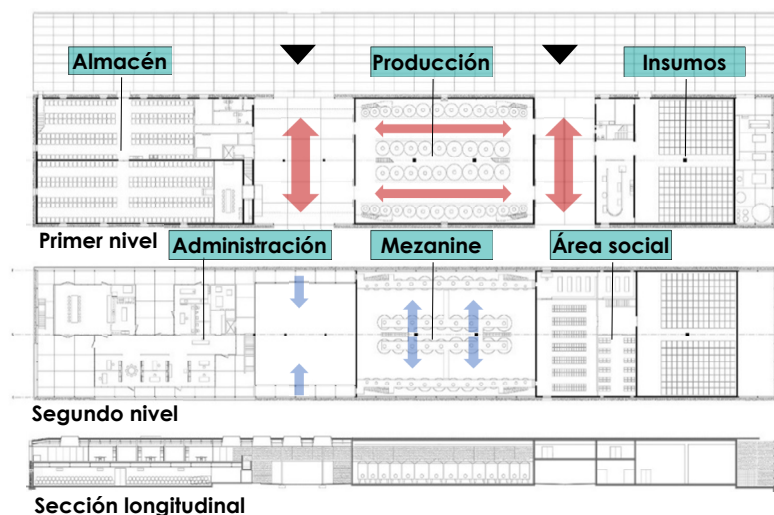 Almacén
Producción
Insumos
Primer nivel
Administración
Mezanine
Área social
Segundo nivel
Sección longitudinal